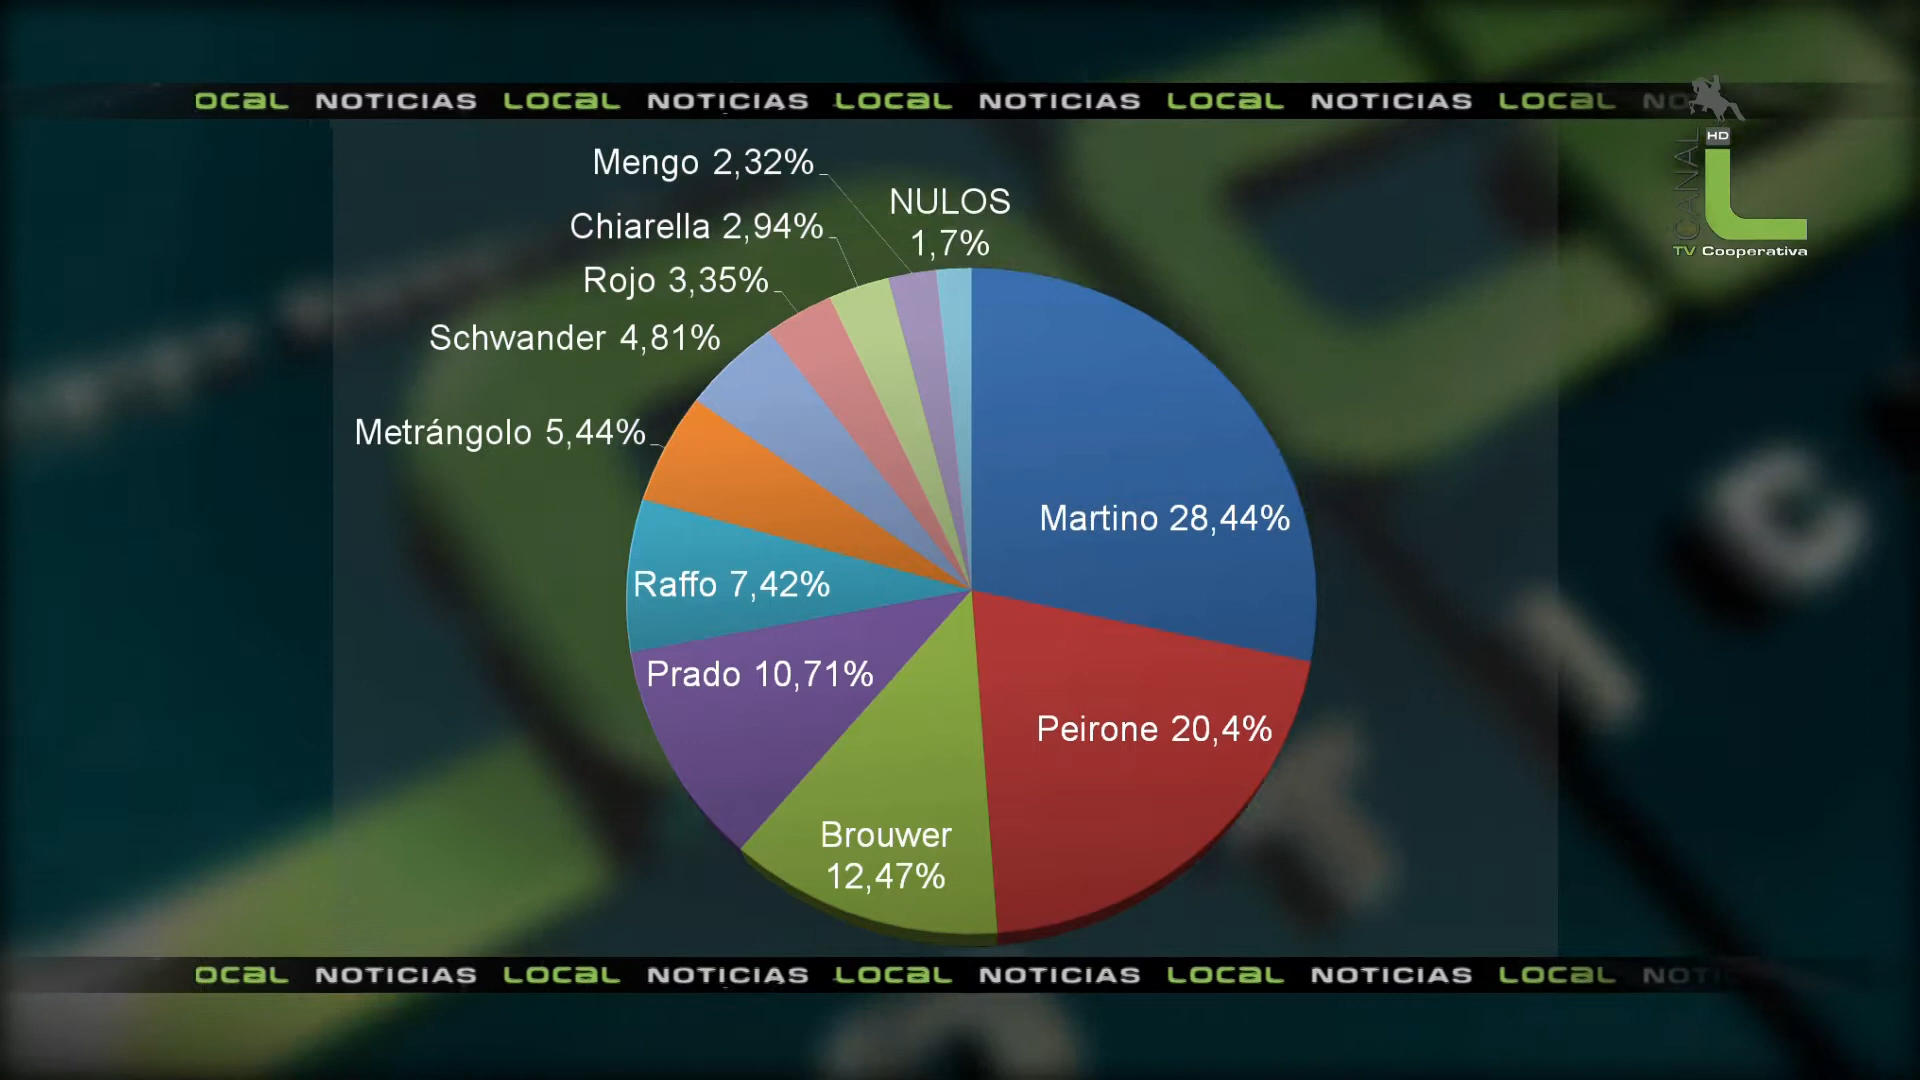 OCAL NOTICIAS LOCAL NOTICIAS LOCAL NOTICIAS LOCAL NOTICIAS LOCAL NO
HD
CANAL
TV Cooperativa
Mengo 2,32%
NULOS
1,7%
Chiarella 2,94%
Rojo 3,35%
Schwander 4,81%
Metrángolo 5,44%
Martino 28,44%
Raffo 7,42%
Prado 10,71%
Peirone 20,4%
Brouwer
12,47%
OCAL NOTICIAS LOCAL NOTICIAS LOCAL NOTICIAS LOCAL NOTICIAS LOCAL NOT